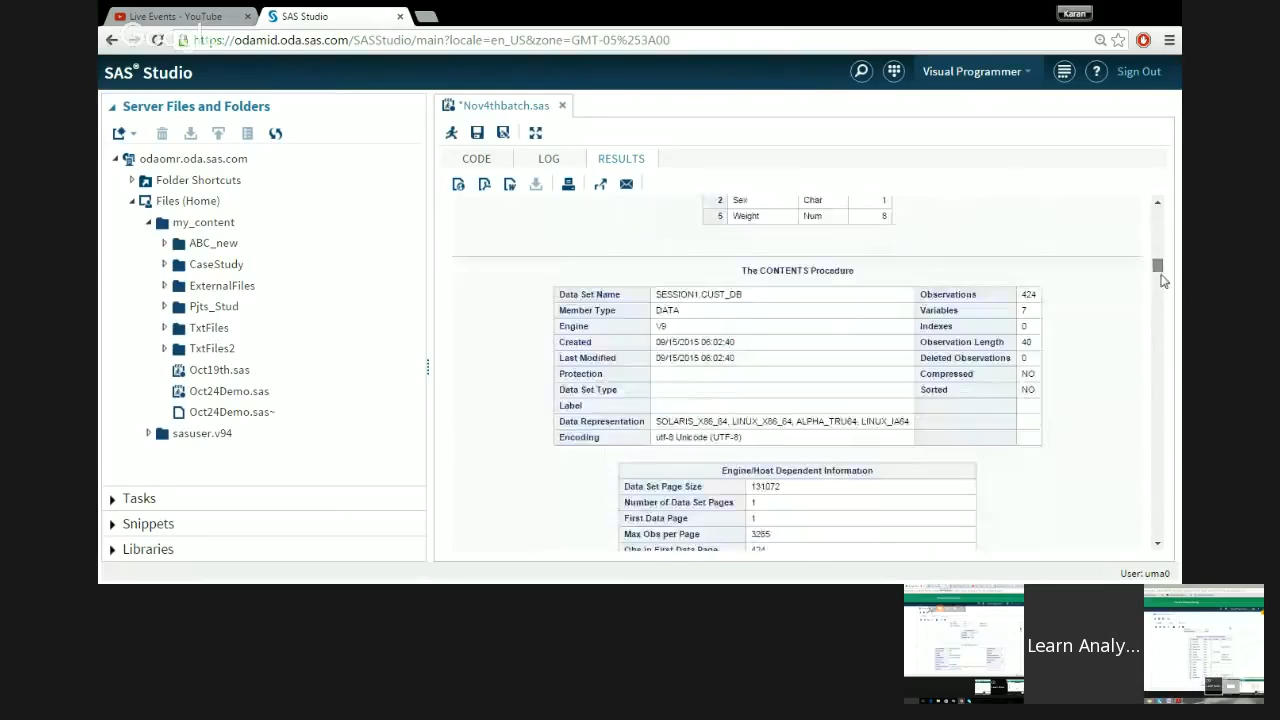 Live Events - YouTube
SAS Studio
Karan
https://odamid.oda.sas.com/SASStudio/main?locale=en_US&zone=GMT-05%253A00
SAS® Studio
Visual Programmer
Sign Out
Server Files and Folders
odaomr.oda.sas.com
Folder Shortcuts
Files (Home)
my_content
ABC_new
CaseStudy
ExternalFiles
Pjts_Stud
TxtFiles
TxtFiles2
Oct19th.sas
Oct24Demo.sas
Oct24Demo.sas~
sasuser.v94
Tasks
Snippets
Libraries
*Nov4thbatch.sas
CODE LOG RESULTS
2 Sex Char 1
5 Weight Num 8
The CONTENTS Procedure
Data Set Name SESSION1.CUST_DB Observations 424
Member Type DATA Variables 7
Engine V9 Indexes 0
Created 09/15/2015 06:02:40 Observation Length 40
Last Modified 09/15/2015 06:02:40 Deleted Observations 0
Protection Compressed NO
Data Set Type Sorted NO
Label
Data Representation SOLARIS_X86_64, LINUX_X86_64, ALPHA_TRU64, LINUX_IA64
Encoding utf-8 Unicode (UTF-8)
Engine/Host Dependent Information
Data Set Page Size 131072
Number of Data Set Pages 1
First Data Page 1
Max Obs per Page 3265
Obs in First Data Page 424
User: uma0
Learn Analy...